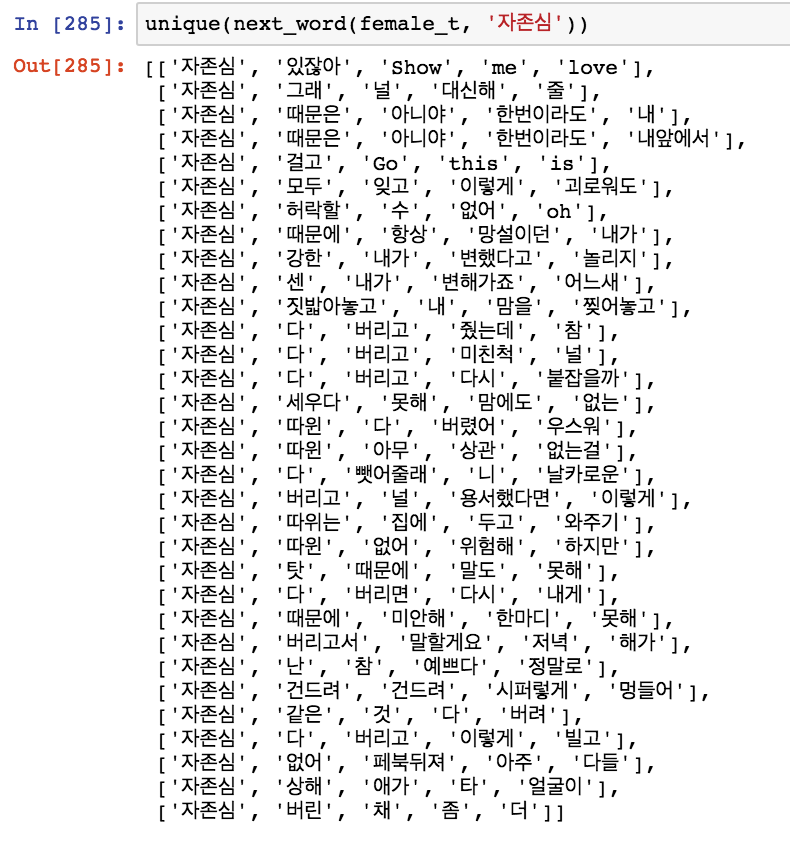 In [285]: unique(next_word(female_t, '자존심'))
Out[285]: [['자존심', '있잖아', 'Show', 'me', 'love'],
['자존심', '그래', '널', '대신해', '줄'],
['자존심', '때문은', '아니야', '한번이라도', '내'],
['자존심', '때문은', '아니야', '한번이라도', '내앞에서'],
['자존심', '걸고', 'Go', 'this', 'is'],
['자존심', '모두', '잊고', '이렇게', '괴로워도'],
['자존심', '허락할', '수', '없어', 'oh'],
['자존심', '때문에', '항상', '망설이던', '내가'],
['자존심', '강한', '내가', '변했다고', '놀리지'],
['자존심', '센', '내가', '변해가죠', '어느새'],
['자존심', '짓밟아놓고', '내', '맘을', '찢어놓고'],
['자존심', '다', '버리고', '줬는데', '참'],
['자존심', '다', '버리고', '미친척', '널'],
['자존심', '다', '버리고', '다시', '붙잡을까'],
['자존심', '세우다', '못해', '맘에도', '없는'],
['자존심', '따윈', '다', '버렸어', '우스워'],
['자존심', '따윈', '아무', '상관', '없는걸'],
['자존심', '다', '뺏어줄래', '니', '날카로운'],
['자존심', '버리고', '널', '용서했다면', '이렇게'],
['자존심', '따위는', '집에', '두고', '와주기'],
['자존심', '따윈', '없어', '위험해', '하지만'],
['자존심', '탓', '때문에', '말도', '못해'],
['자존심', '다', '버리면', '다시', '내게'],
['자존심', '때문에', '미안해', '한마디', '못해'],
['자존심', '버리고서', '말할게요', '저녁', '해가'],
['자존심', '난', '참', '예쁘다', '정말로'],
['자존심', '건드려', '건드려', '시퍼렇게', '멍들어'],
['자존심', '같은', '것', '다', '버려'],
['자존심', '다', '버리고', '이렇게', '빌고'],
['자존심', '없어', '페북뒤져', '아주', '다들'],
['자존심', '상해', '애가', '타', '얼굴이'],
['자존심', '버린', '채', '좀', '더']]